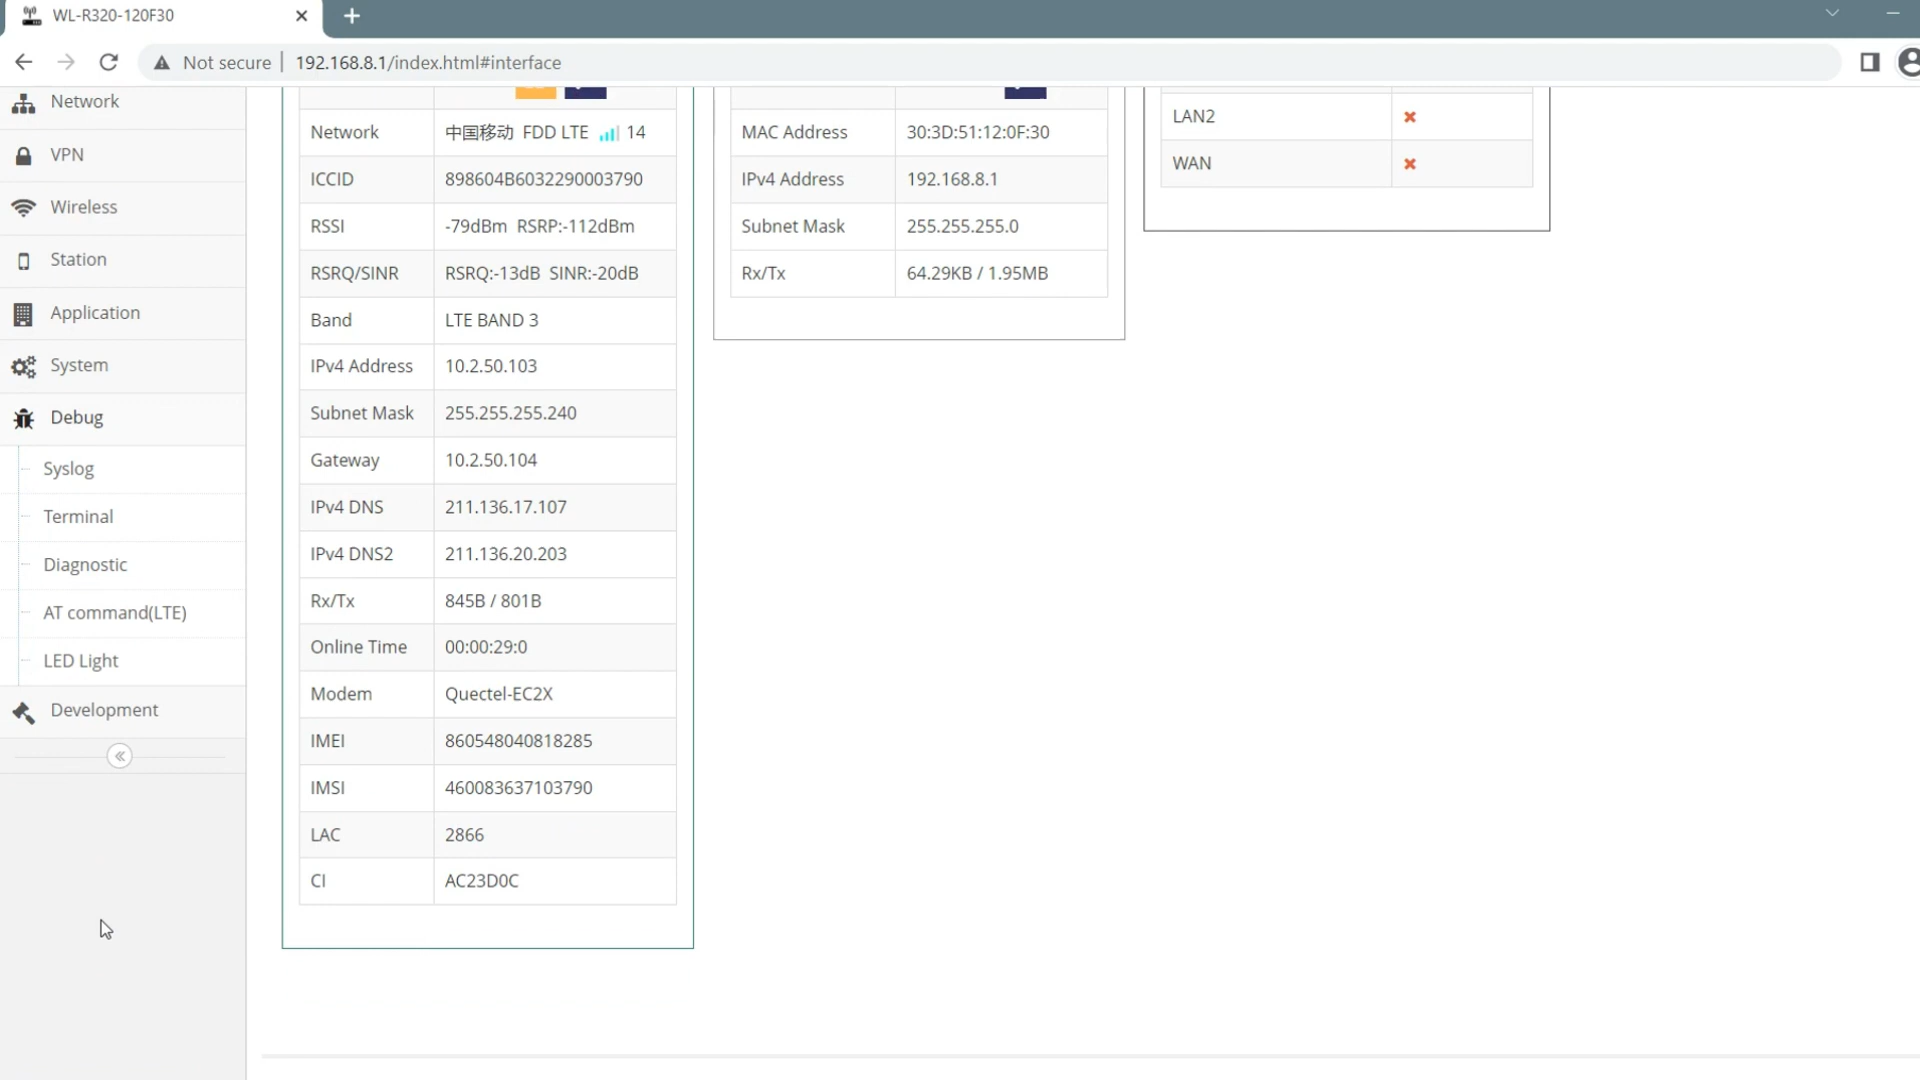 WL-R320-120F30
Not secure
192.168.8.1/index.html#interface
Network
VPN
Wireless
Station
Application
System
Debug
Syslog
Terminal
Diagnostic
AT command(LTE)
LED Light
Development
Network 中国移动 FDD LTE 14
ICCID 898604B6032290003790
RSSI -79dBm RSRP:-112dBm
RSRQ/SINR RSRQ:-13dB SINR:-20dB
Band LTE BAND 3
IPv4 Address 10.2.50.103
Subnet Mask 255.255.255.240
Gateway 10.2.50.104
IPv4 DNS 211.136.17.107
IPv4 DNS2 211.136.20.203
Rx/Tx 845B / 801B
Online Time 00:00:29:0
Modem Quectel-EC2X
IMEI 860548040818285
IMSI 460083637103790
LAC 2866
CI AC23D0C
MAC Address 30:3D:51:12:0F:30
IPv4 Address 192.168.8.1
Subnet Mask 255.255.255.0
Rx/Tx 64.29KB / 1.95MB
LAN2
WAN